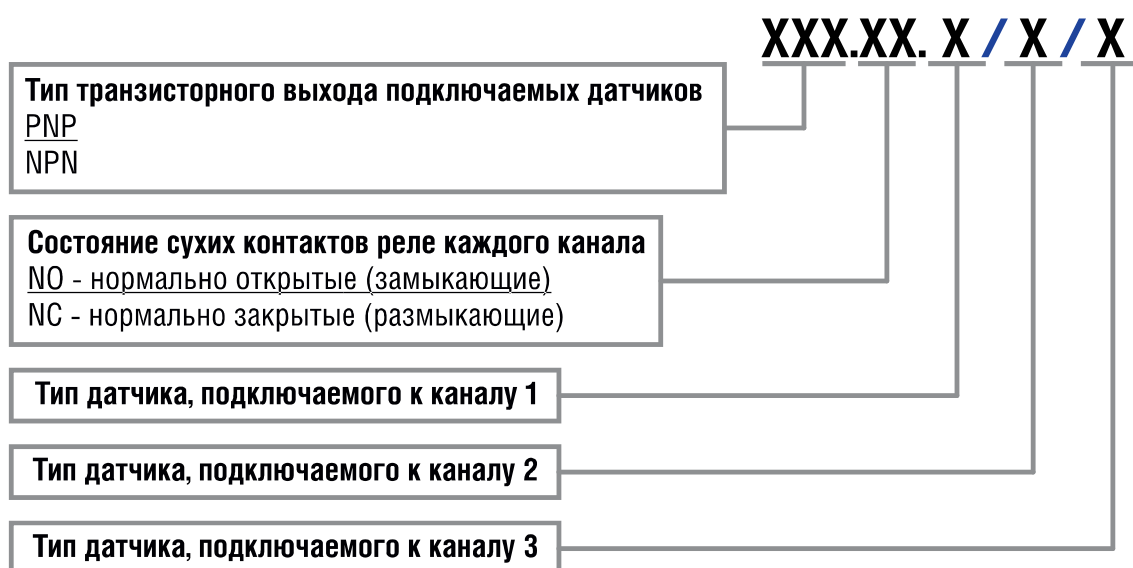 XXX.XX. X / X / X
Тип транзисторного выхода подключаемых датчиков
PNP
NPN
Состояние сухих контактов реле каждого канала
NO - нормально открытые (замыкающие)
NC - нормально закрытые (размыкающие)
Тип датчика, подключаемого к каналу 1
Тип датчика, подключаемого к каналу 2
Тип датчика, подключаемого к каналу 3